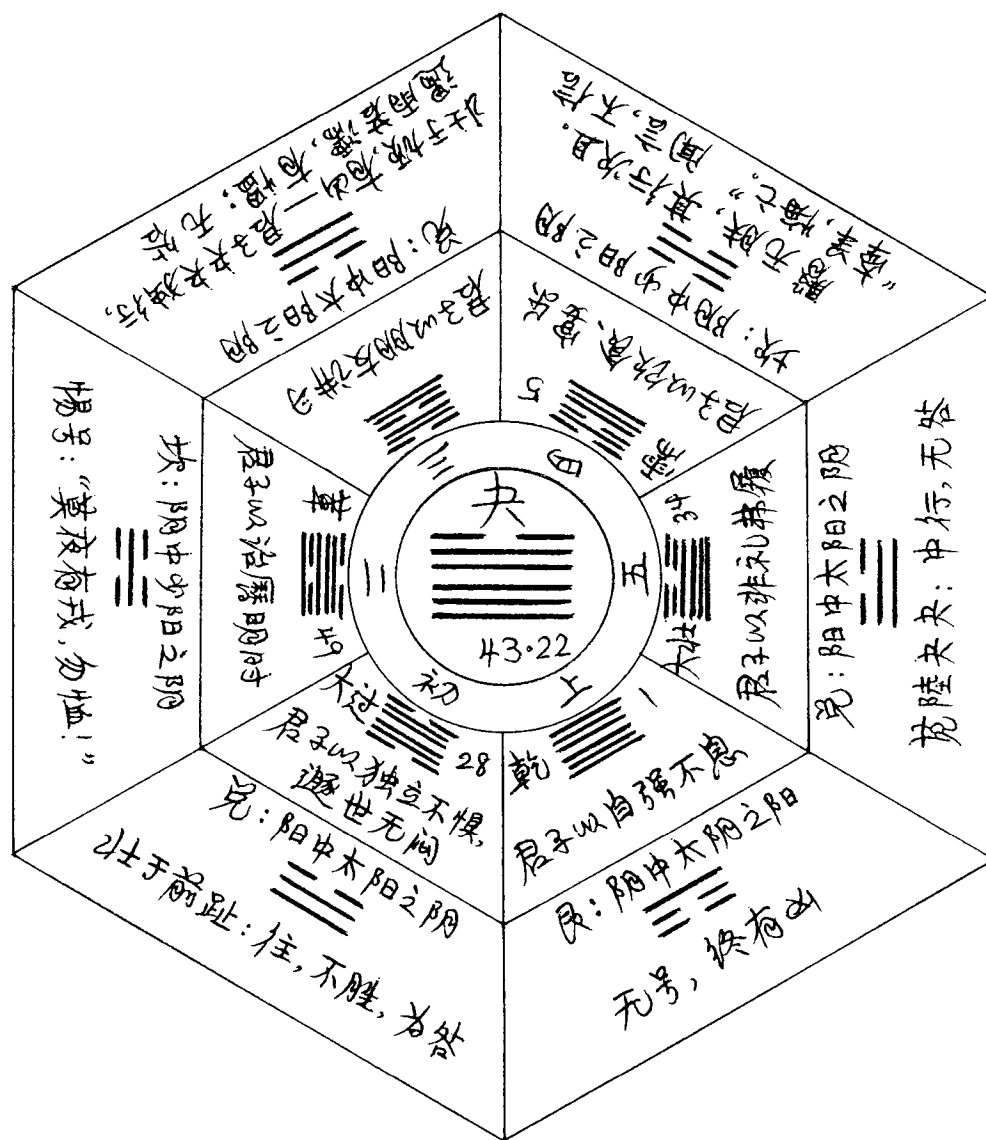 夬
43·22
初
二
三
四
五
上
大过
28
君子以独立不惧，
遯世无闷
兑：阳中太阳之阴
壮于前趾：往，不胜，为咎
革
49
君子以治曆明时
坎：阴中少阳之阴
惕号：“莫夜有戎，勿恤！”
君子以朋友讲习
兑：阳中太阳之阴
壮于頄，有凶
君子夬夬独行，
遇雨若濡，有愠；无咎
5
需
君子以饮食、宴乐
坎：阴中少阳之阴
“臀无肤，其行次且．
牵羊，悔亡”，闻言，不信
34
大壮
君子以非礼弗履
兑：阳中太阳之阴
苋陸夬夬：中行，无咎
乾
1
君子以自强不息
艮：阴中太阴之阳
无号，终有凶